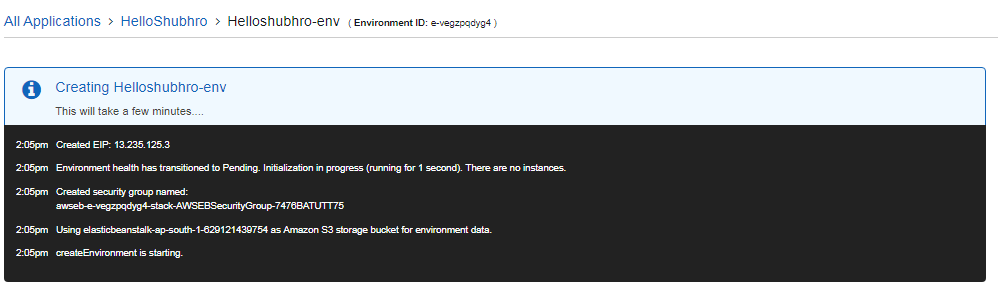 All Applications > HelloShubhro > Helloshubhro-env ( Environment ID: e-vegzpqdyg4 )
Creating Helloshubhro-env
This will take a few minutes....
2:05pm Created EIP: 13.235.125.3
2:05pm Environment health has transitioned to Pending. Initialization in progress (running for 1 second). There are no instances.
2:05pm Created security group named:
awseb-e-vegzpqdyg4-stack-AWSEBSecurityGroup-7476BATUTT75
2:05pm Using elasticbeanstalk-ap-south-1-629121439754 as Amazon S3 storage bucket for environment data.
2:05pm createEnvironment is starting.